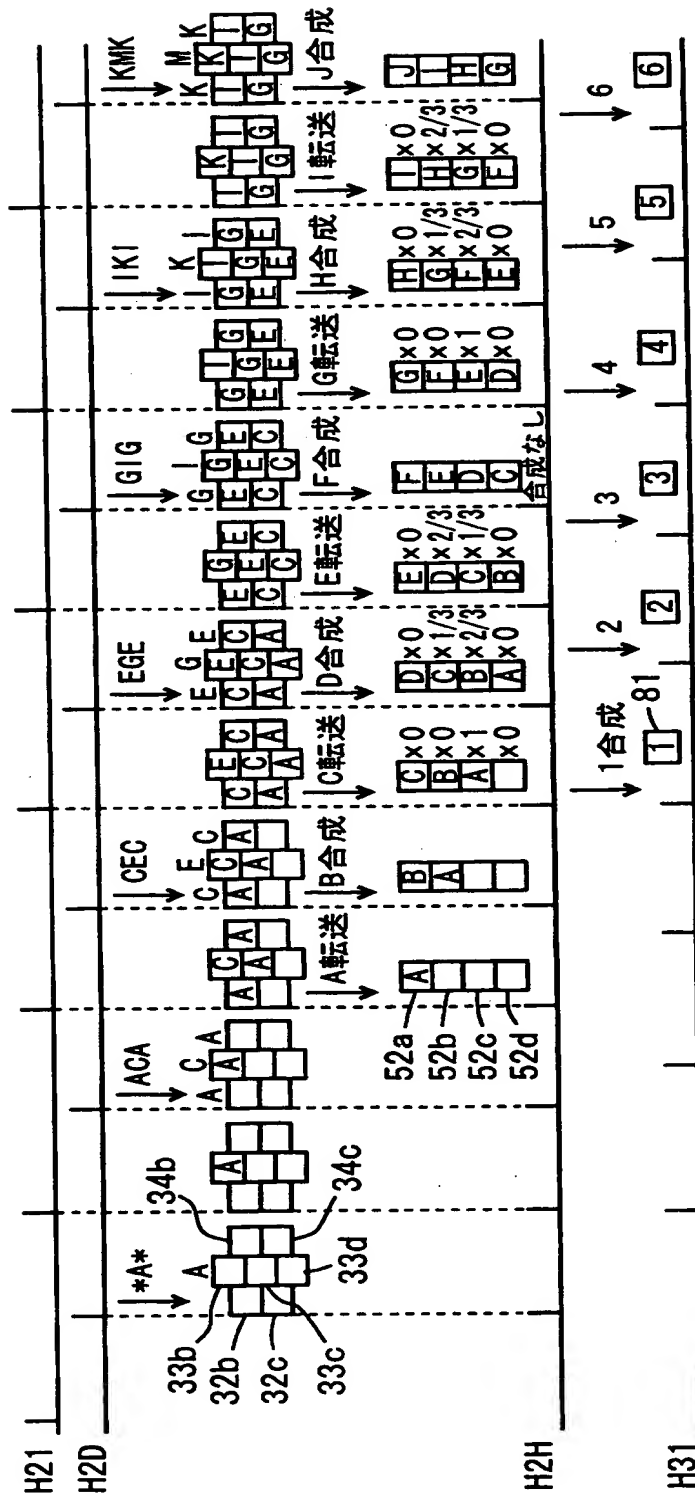 H21
H2D
*A*
A
33b
32b
32c
33c
34b
34c
33d
A
ACA
A C A
A
C
A A A
A転送
52a
52b
52c
52d
A
CEC
C E C
C
A A A
B合成
B
A
E
C C C
A A A
C転送
C ×0
B ×0
A ×1
×0
EGE
E G E
E
C C C
A A A
D合成
D ×0
C ×1/3
B ×2/3
A ×0
G
E E E
C C C
E転送
E ×0
D ×2/3
C ×1/3
B ×0
GIG
G I G
G
E E E
C C C
F合成
F
E
D
C
合成なし
I
G G G
E E E
G転送
G ×0
F ×0
E ×1
D ×0
IKI
I K I
I
G G G
E E E
H合成
H ×0
G ×1/3
F ×2/3
E ×0
K
I I I
G G G
I転送
I ×0
H ×2/3
G ×1/3
F ×0
KMK
K M K
K
I I I
G G G
J合成
J
I
H
G
H2H
1合成 2 3 4 5 6
H31
1 81 2 3 4 5 6